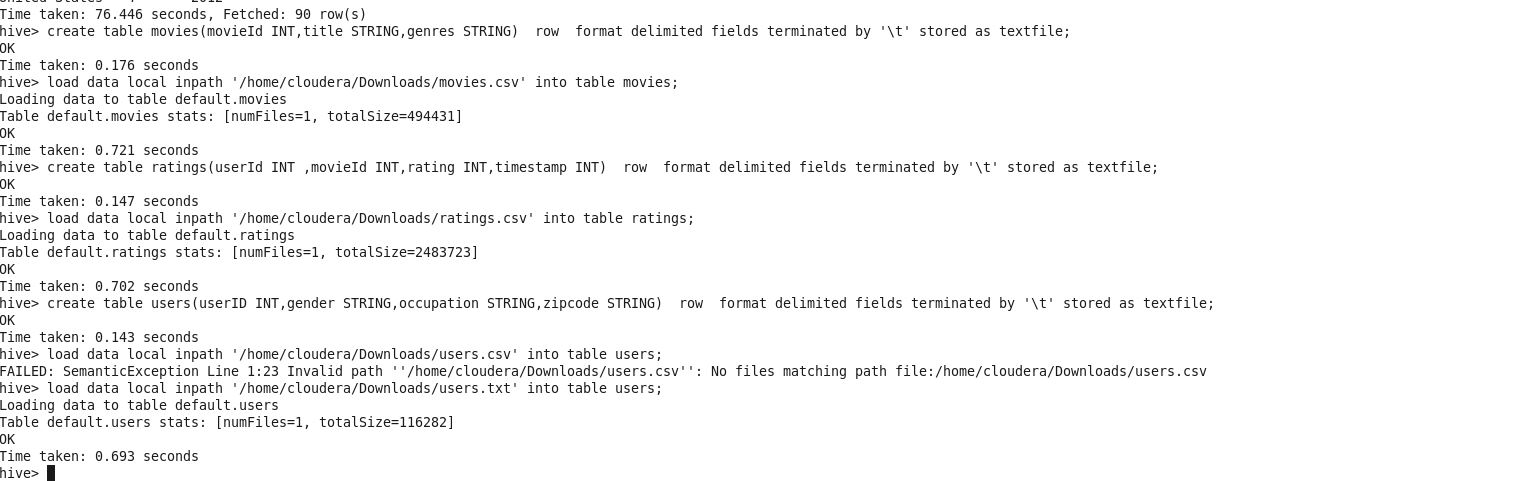 Time taken: 76.446 seconds, Fetched: 90 row(s)
hive> create table movies(movieId INT,title STRING,genres STRING)  row  format delimited fields terminated by '\t' stored as textfile;
OK
Time taken: 0.176 seconds
hive> load data local inpath '/home/cloudera/Downloads/movies.csv' into table movies;
Loading data to table default.movies
Table default.movies stats: [numFiles=1, totalSize=494431]
OK
Time taken: 0.721 seconds
hive> create table ratings(userId INT ,movieId INT,rating INT,timestamp INT)  row  format delimited fields terminated by '\t' stored as textfile;
OK
Time taken: 0.147 seconds
hive> load data local inpath '/home/cloudera/Downloads/ratings.csv' into table ratings;
Loading data to table default.ratings
Table default.ratings stats: [numFiles=1, totalSize=2483723]
OK
Time taken: 0.702 seconds
hive> create table users(userID INT,gender STRING,occupation STRING,zipcode STRING)  row  format delimited fields terminated by '\t' stored as textfile;
OK
Time taken: 0.143 seconds
hive> load data local inpath '/home/cloudera/Downloads/users.csv' into table users;
FAILED: SemanticException Line 1:23 Invalid path ''/home/cloudera/Downloads/users.csv'': No files matching path file:/home/cloudera/Downloads/users.csv
hive> load data local inpath '/home/cloudera/Downloads/users.txt' into table users;
Loading data to table default.users
Table default.users stats: [numFiles=1, totalSize=116282]
OK
Time taken: 0.693 seconds
hive>